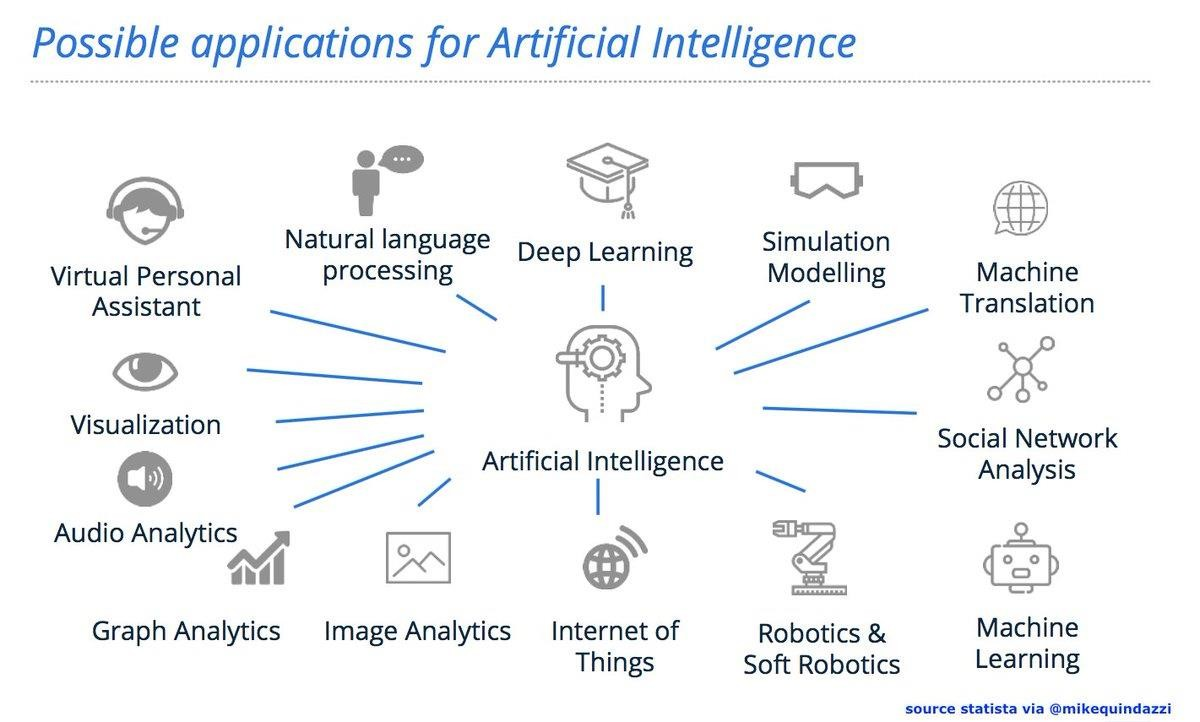 Possible applications for Artificial Intelligence
Natural language
processing
Deep Learning
Simulation
Modelling
Virtual Personal
Assistant
Machine
Translation
Visualization
Social Network
Analysis
Artificial Intelligence
Audio Analytics
Graph Analytics
Image Analytics
Internet of
Things
Robotics &
Soft Robotics
Machine
Learning
source statista via @mikequindazzi